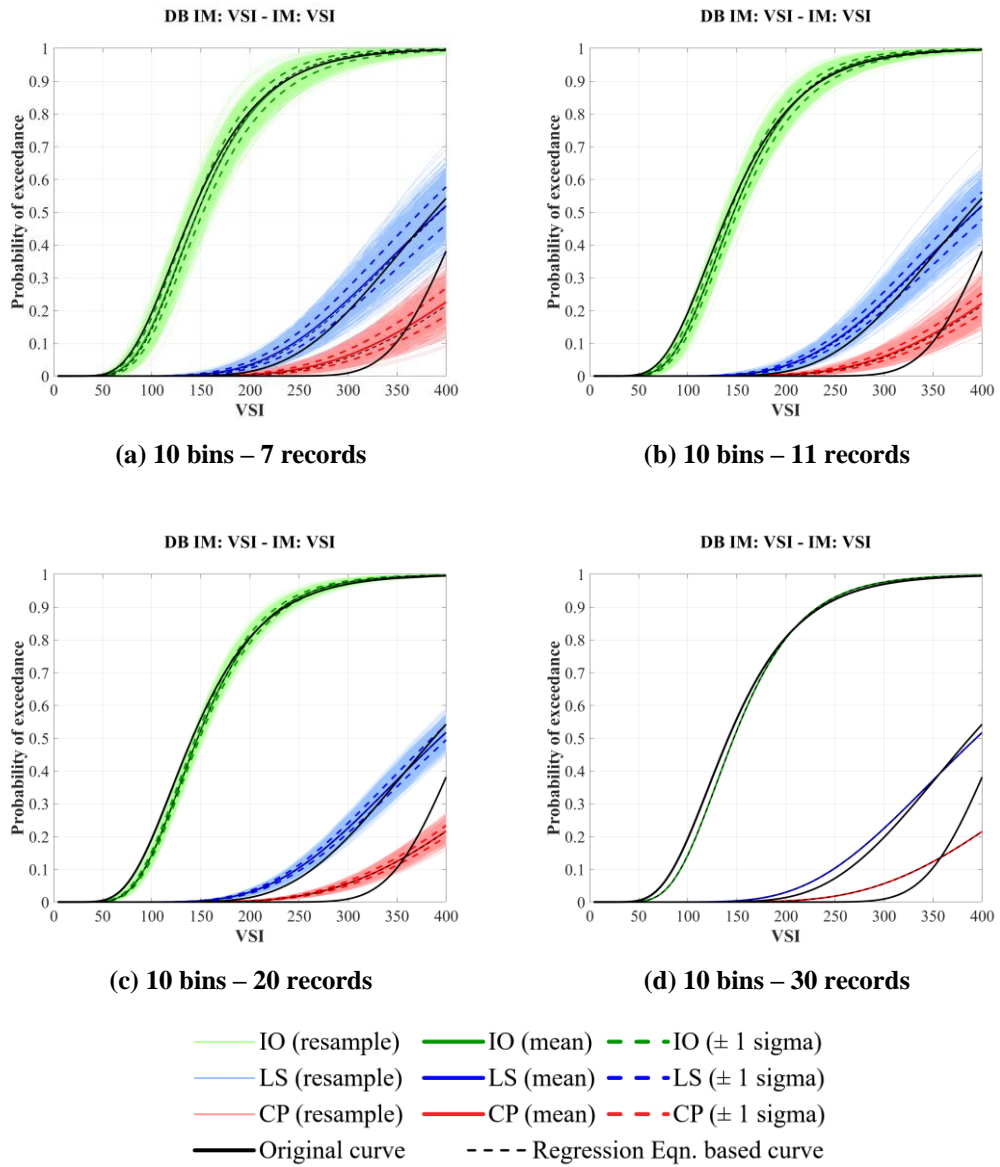 DB IM: VSI - IM: VSI
DB IM: VSI - IM: VSI
Probability of exceedance
1
0.9
0.8
0.7
0.6
0.5
0.4
0.3
0.2
0.1
0
0 50 100 150 200 250 300 350 400
VSI
Probability of exceedance
1
0.9
0.8
0.7
0.6
0.5
0.4
0.3
0.2
0.1
0
0 50 100 150 200 250 300 350 400
VSI
(a) 10 bins – 7 records
(b) 10 bins – 11 records
DB IM: VSI - IM: VSI
DB IM: VSI - IM: VSI
Probability of exceedance
1
0.9
0.8
0.7
0.6
0.5
0.4
0.3
0.2
0.1
0
0 50 100 150 200 250 300 350 400
VSI
Probability of exceedance
1
0.9
0.8
0.7
0.6
0.5
0.4
0.3
0.2
0.1
0
0 50 100 150 200 250 300 350 400
VSI
(c) 10 bins – 20 records
(d) 10 bins – 30 records
IO (resample) IO (mean) IO (± 1 sigma)
LS (resample) LS (mean) LS (± 1 sigma)
CP (resample) CP (mean) CP (± 1 sigma)
Original curve Regression Eqn. based curve